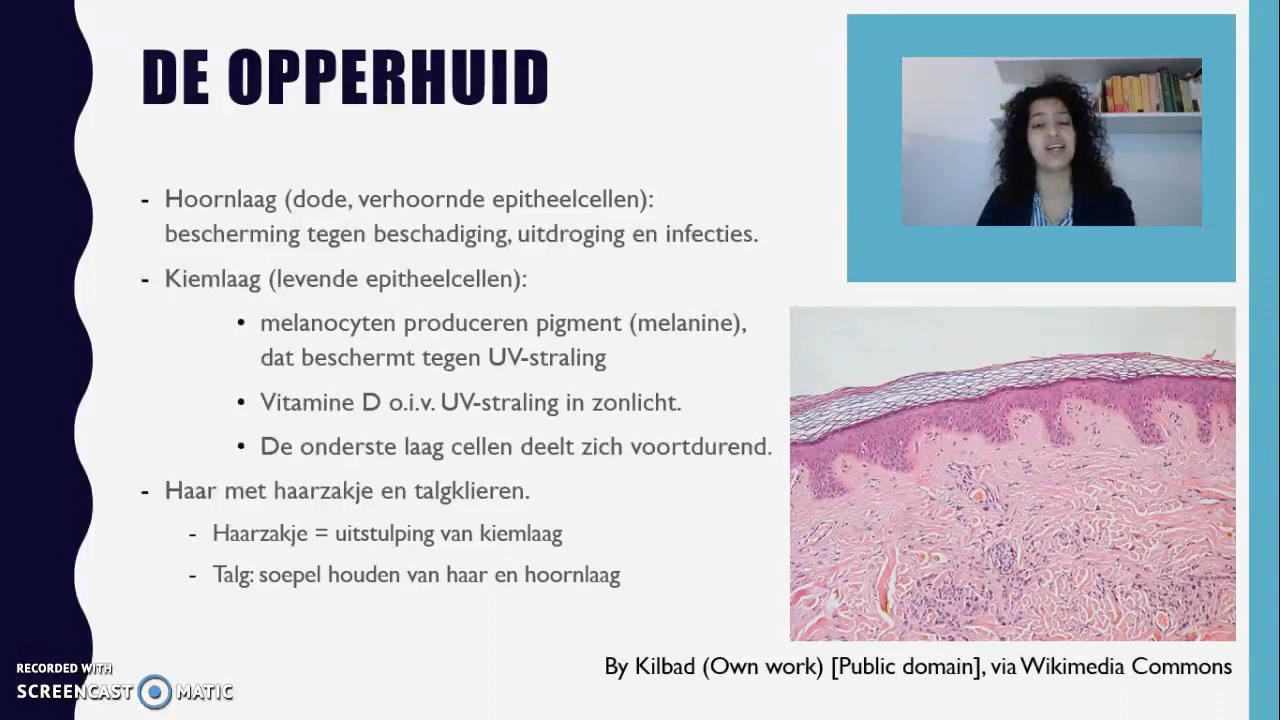 DE OPPERHUID
- Hoornlaag (dode, verhoornde epitheelcellen):
bescherming tegen beschadiging, uitdroging en infecties.
- Kiemlaag (levende epitheelcellen):
• melanocyten produceren pigment (melanine),
dat beschermt tegen UV-straling
• Vitamine D o.i.v. UV-straling in zonlicht.
• De onderste laag cellen deelt zich voortdurend.
- Haar met haarzakje en talgklieren.
- Haarzakje = uitstulping van kiemlaag
- Talg: soepel houden van haar en hoornlaag
By Kilbad (Own work) [Public domain], via Wikimedia Commons
RECORDED WITH
SCREENCAST MATIC